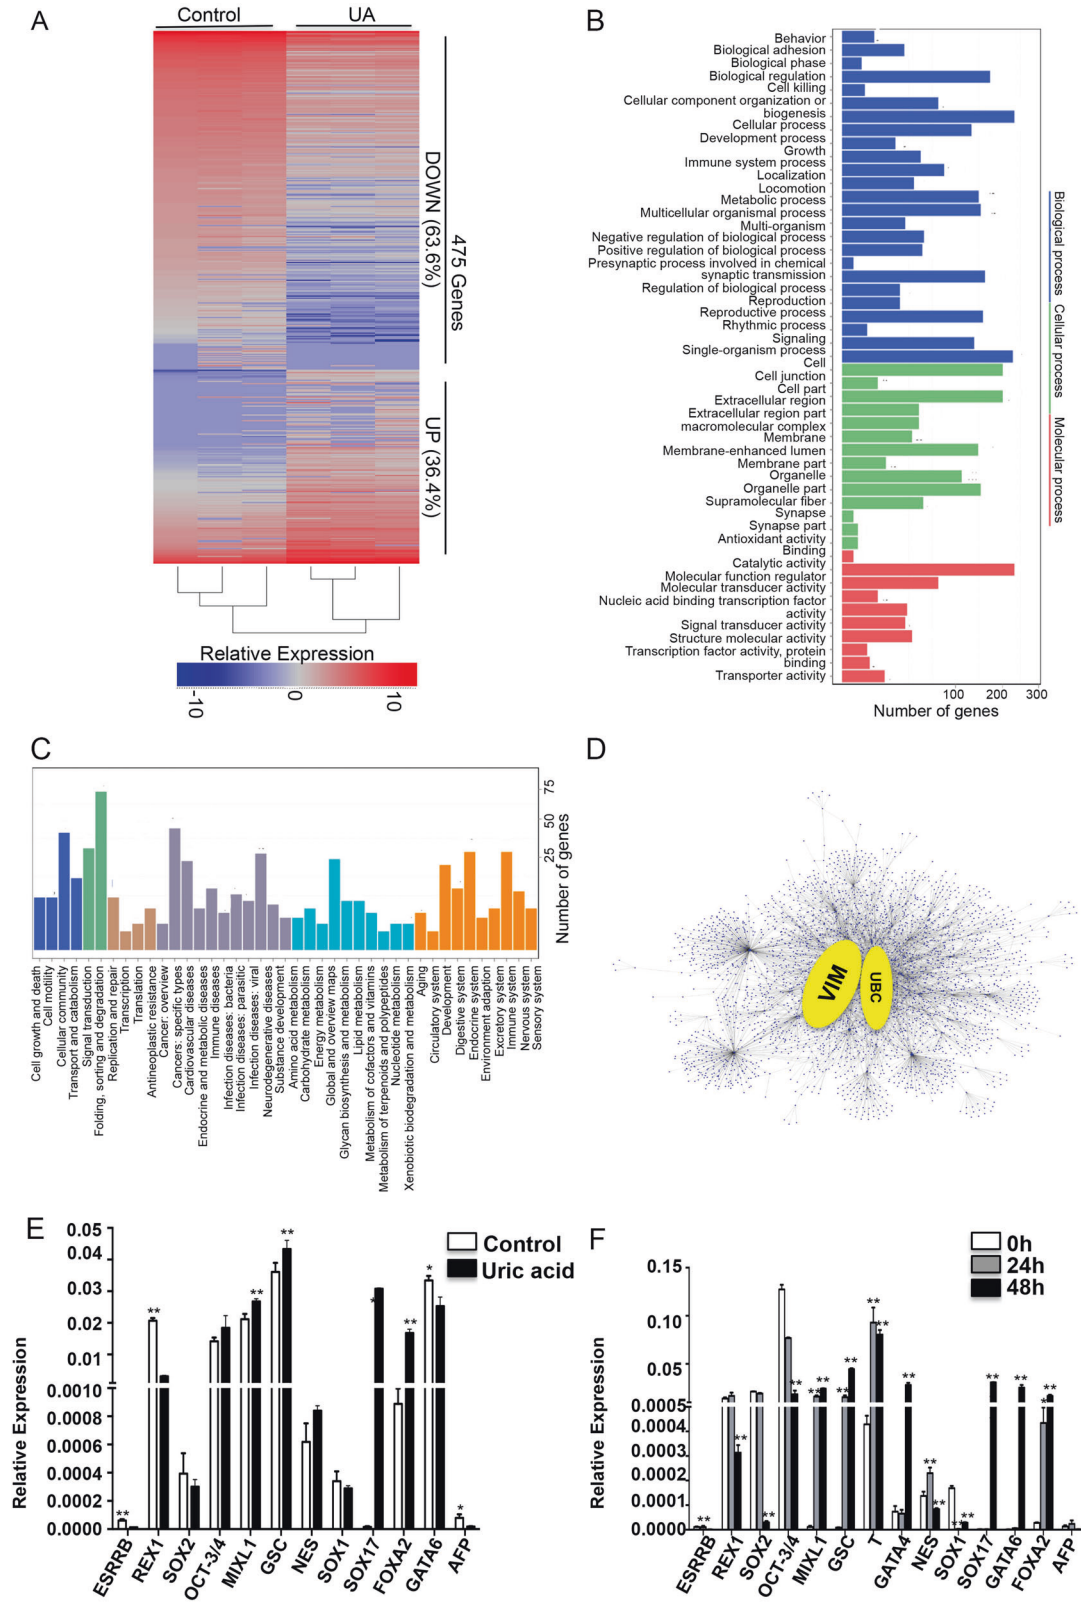 A
Control
UA
DOWN (63.6%)
475 Genes
UP (36.4%)
Relative Expression
-10
0
10
B
Behavior
Biological adhesion
Biological phase
Biological regulation
Cell killing
Cellular component organization or
biogenesis
Cellular process
Development process
Growth
Immune system process
Localization
Locomotion
Metabolic process
Multicellular organismal process
Multi-organism
Negative regulation of biological process
Positive regulation of biological process
Presynaptic process involved in chemical
synaptic transmission
Regulation of biological process
Reproduction
Reproductive process
Rhythmic process
Signaling
Single-organism process
Cell
Cell junction
Cell part
Extracellular region
Extracellular region part
macromolecular complex
Membrane
Membrane-enhanced lumen
Membrane part
Organelle
Organelle part
Supramolecular fiber
Synapse
Synapse part
Antioxidant activity
Binding
Catalytic activity
Molecular function regulator
Molecular transducer activity
Nucleic acid binding transcription factor
activity
Signal transducer activity
Structure molecular activity
Transcription factor activity, protein
binding
Transporter activity
100 200 300
Number of genes
Biological process
Cellular process
Molecular process
C
75
50
25
Number of genes
Cell growth and death
Cell motility
Cellular community
Transport and catabolism
Signal transduction
Folding, sorting and degradation
Replication and repair
Transcription
Translation
Antineoplastic resistance
Cancer: overview
Cancers: specific types
Cardiovascular diseases
Endocrine and metabolic diseases
Immune diseases
Infection diseases: bacteria
Infection diseases: parasitic
Infection diseases: viral
Neurodegenerative diseases
Substance development
Amino acid metabolism
Carbohydrate metabolism
Energy metabolism
Global and overview maps
Glycan biosynthesis and metabolism
Lipid metabolism
Metabolism of cofactors and vitamins
Metabolism of terpenoids and polypeptides
Nucleotide metabolism
Xenobiotic biodegradation and metabolism
Aging
Circulatory system
Development
Digestive system
Endocrine system
Environment adaption
Excretory system
Immune system
Nervous system
Sensory system
D
VIM
UBC
E
Control
Uric acid
Relative Expression
0.05
0.04
0.03
0.02
0.01
0.0010
0.0008
0.0006
0.0004
0.0002
0.0000
** ** ** * ** * ** *
ESRRB
REX1
SOX2
OCT-3/4
MIXL1
GSC
NES
SOX1
SOX17
FOXA2
GATA6
AFP
F
0h
24h
48h
Relative Expression
0.15
0.10
0.05
0.0005
0.0004
0.0003
0.0002
0.0001
0.0000
** ** ** ** ** ** ** ** ** ** ** ** ** ** ** ** ** * **
ESRRB
REX1
SOX2
OCT-3/4
MIXL1
GSC
T
GATA4
NES
SOX1
SOX17
GATA6
FOXA2
AFP